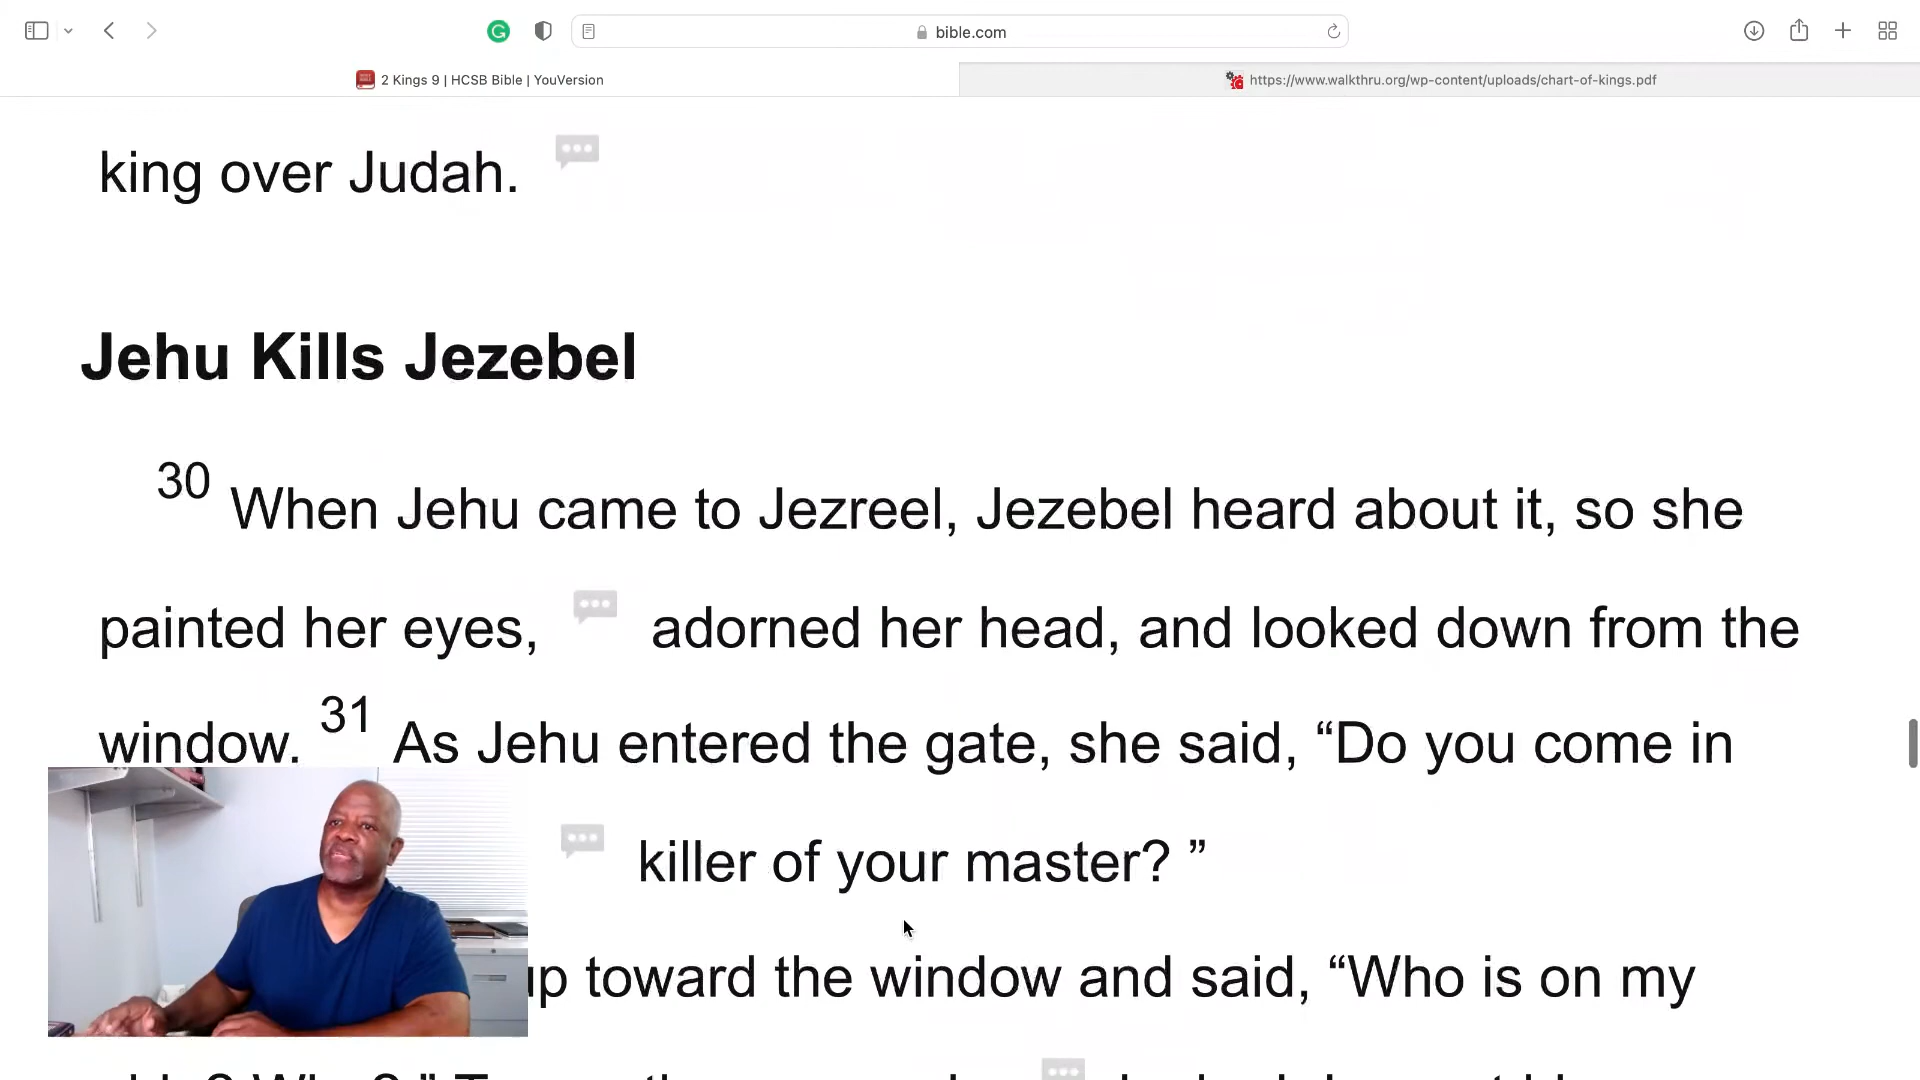 bible.com
2 Kings 9 | HCSB Bible | YouVersion
https://www.walkthru.org/wp-content/uploads/chart-of-kings.pdf
king over Judah.
Jehu Kills Jezebel
30 When Jehu came to Jezreel, Jezebel heard about it, so she
painted her eyes, adorned her head, and looked down from the
window. 31 As Jehu entered the gate, she said, “Do you come in
killer of your master? ”
up toward the window and said, “Who is on my